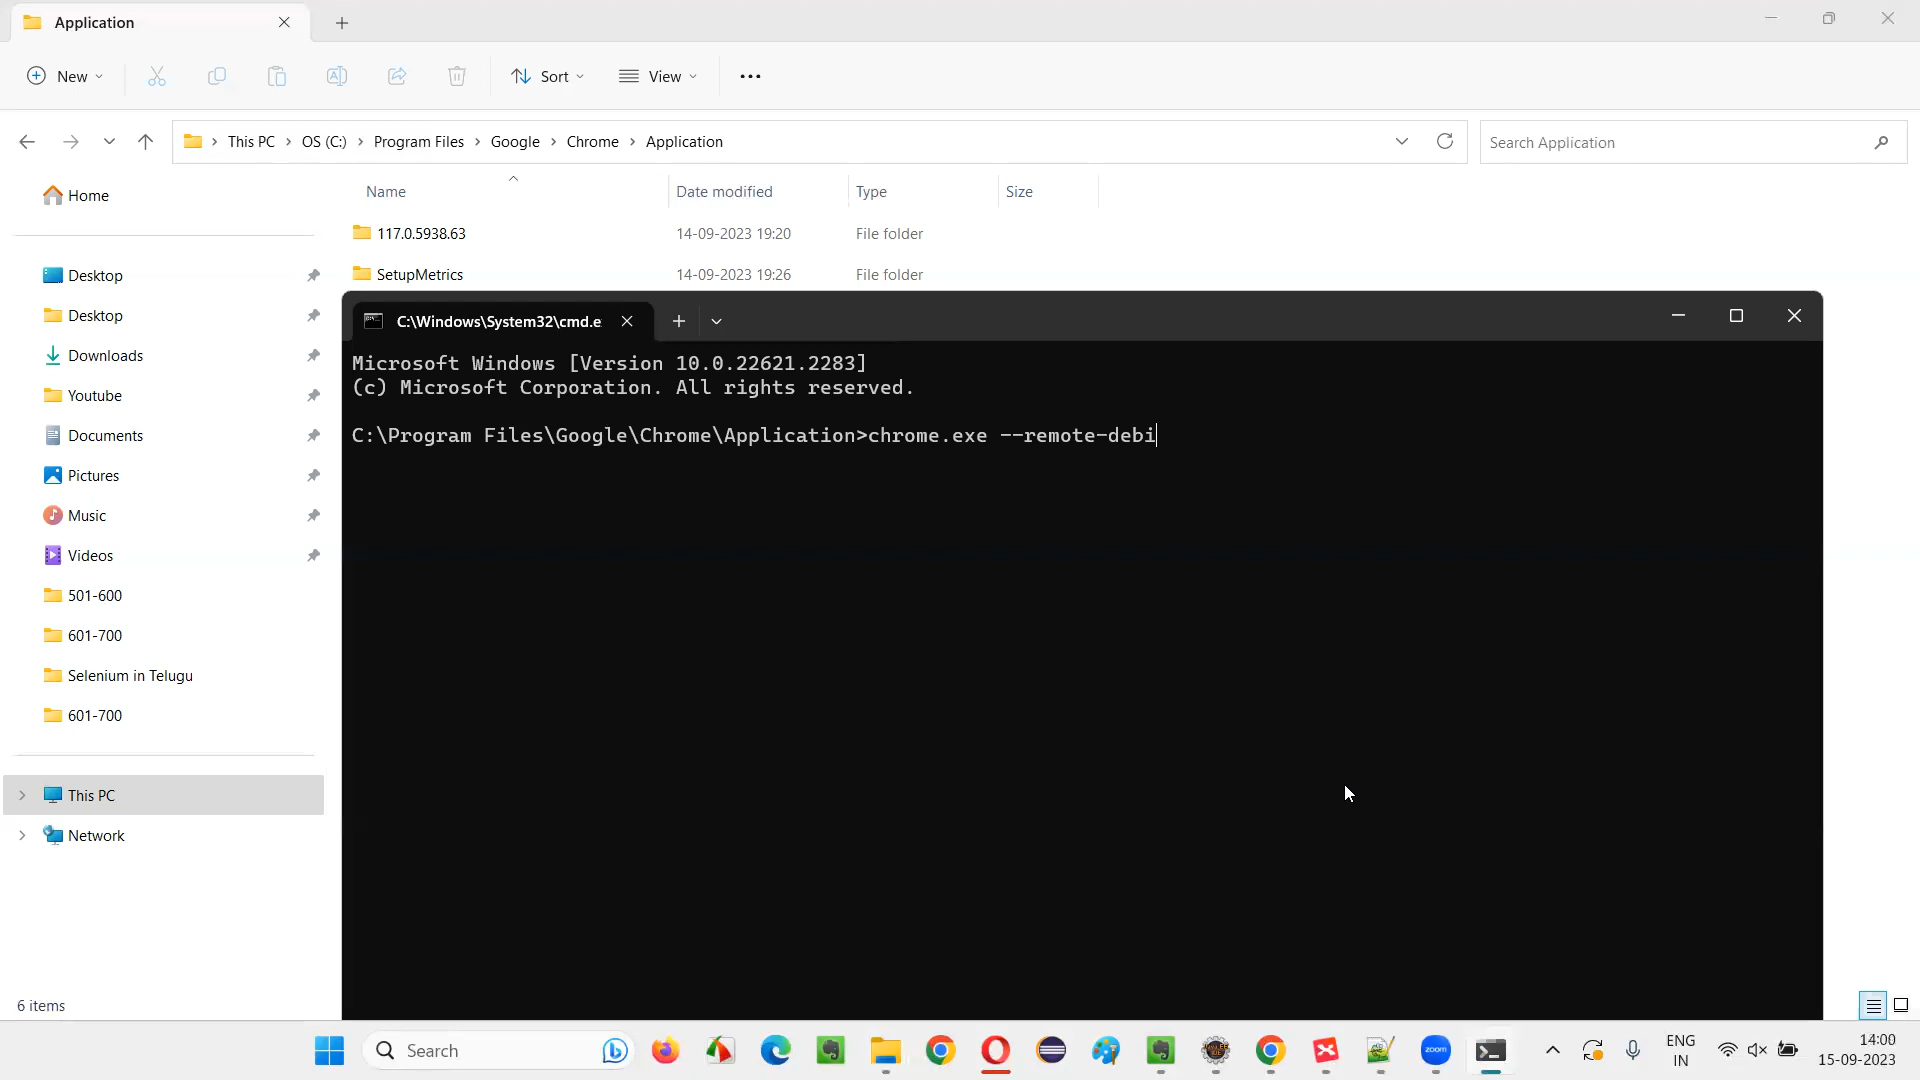 Application
New
Sort
View
This PC
OS (C:)
Program Files
Google
Chrome
Application
Search Application
Home
Desktop
Desktop
Downloads
Youtube
Documents
Pictures
Music
Videos
501-600
601-700
Selenium in Telugu
601-700
This PC
Network
6 items
Name Date modified Type Size
117.0.5938.63 14-09-2023 19:20 File folder
SetupMetrics 14-09-2023 19:26 File folder
C:\Windows\System32\cmd.e
Microsoft Windows [Version 10.0.22621.2283]
(c) Microsoft Corporation. All rights reserved.
C:\Program Files\Google\Chrome\Application>chrome.exe --remote-debi
Search
zoom
ENG
IN
14:00
15-09-2023